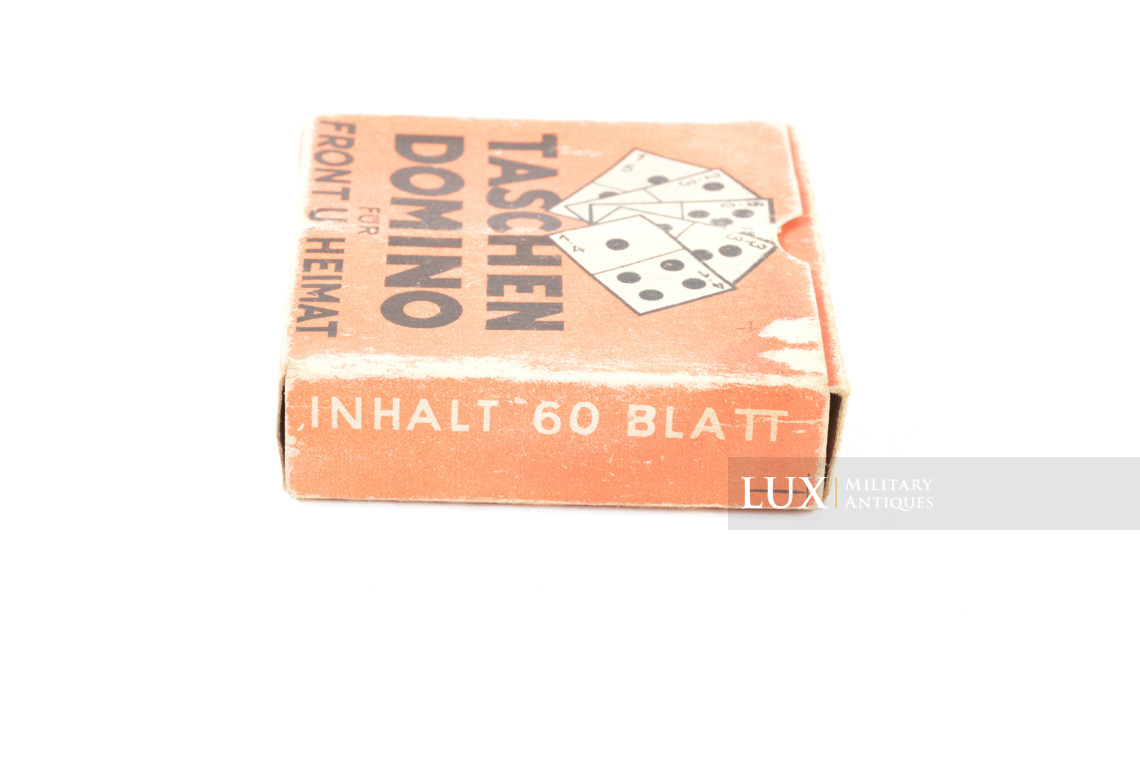 TASCHEN
DOMINO
FÜR
FRONT U. HEIMAT
INHALT 60 BLATT
LUX MILITARY
ANTIQUES